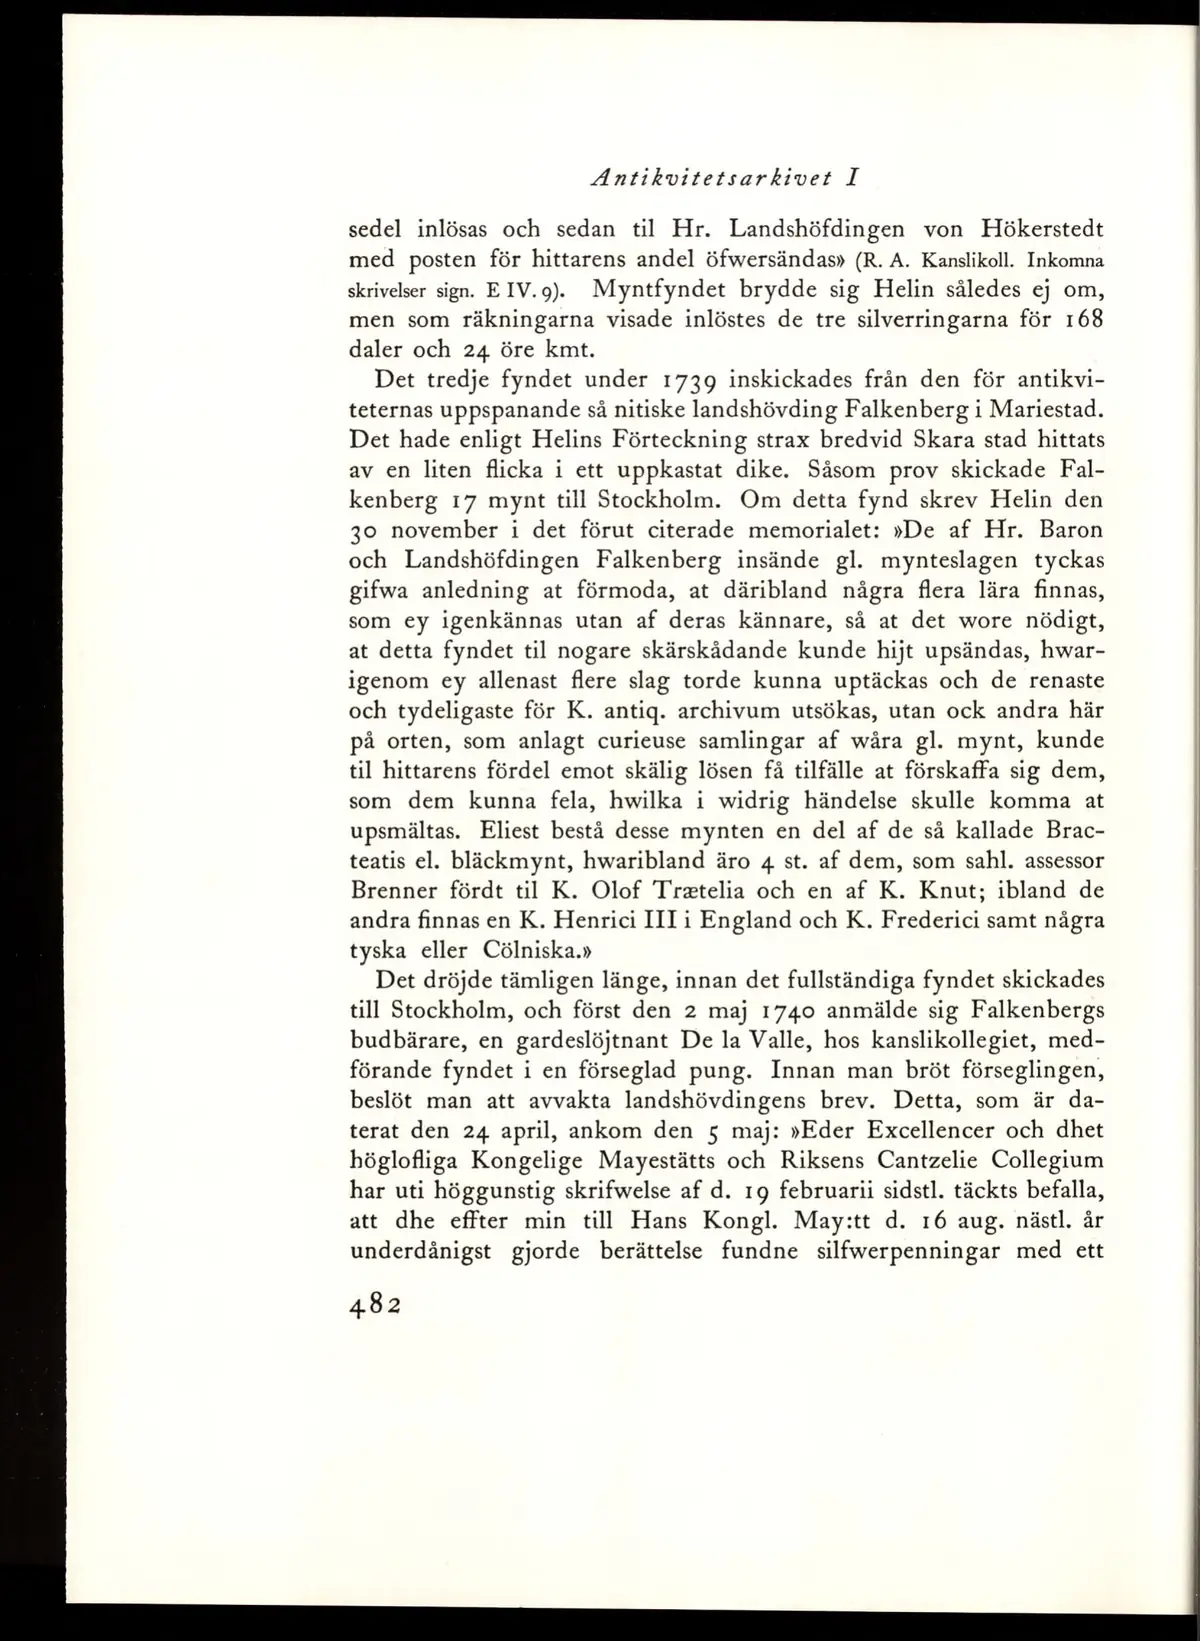 Antikvitetsarkivet I
sedel inlösas och sedan til Hr. Landshöfdingen von Hökerstedt
med posten för hittarens andel öfwersändas» (R. A. Kanslikoll. Inkomna
skrivelser sign. E IV. 9). Myntfyndet brydde sig Helin således ej om,
men som räkningarna visade inlöstes de tre silverringarna för 168
daler och 24 öre kmt.
Det tredje fyndet under 1739 inskickades från den för antikvi-
teternas uppspanande så nitiske landshövding Falkenberg i Mariestad.
Det hade enligt Helins Förteckning strax bredvid Skara stad hittats
av en liten flicka i ett uppkastat dike. Såsom prov skickade Fal-
kenberg 17 mynt till Stockholm. Om detta fynd skrev Helin den
30 november i det förut citerade memorialet: »De af Hr. Baron
och Landshöfdingen Falkenberg insände gl. mynteslagen tyckas
gifwa anledning at förmoda, at däribland några flera lära finnas,
som ey igenkännas utan af deras kännare, så at det wore nödigt,
at detta fyndet til nogare skärskådande kunde hijt upsändas, hwar-
igenom ey allenast flere slag torde kunna uptäckas och de renaste
och tydeligaste för K. antiq. archivum utsökas, utan ock andra här
på orten, som anlagt curieuse samlingar af wåra gl. mynt, kunde
til hittarens fördel emot skälig lösen få tilfälle at förskaffa sig dem,
som dem kunna fela, hwilka i widrig händelse skulle komma at
upsmältas. Eliest bestå desse mynten en del af de så kallade Brac-
teatis el. bläckmynt, hwaribland äro 4 st. af dem, som sahl. assessor
Brenner fördt til K. Olof Trætelia och en af K. Knut; ibland de
andra finnas en K. Henrici III i England och K. Frederici samt några
tyska eller Cölniska.»
Det dröjde tämligen länge, innan det fullständiga fyndet skickades
till Stockholm, och först den 2 maj 1740 anmälde sig Falkenbergs
budbärare, en gardeslöjtnant De la Valle, hos kanslikollegiet, med-
förande fyndet i en förseglad pung. Innan man bröt förseglingen,
beslöt man att avvakta landshövdingens brev. Detta, som är da-
terat den 24 april, ankom den 5 maj: »Eder Excellencer och dhet
höglofliga Kongelige Mayestätts och Riksens Cantzelie Collegium
har uti höggunstig skrifwelse af d. 19 februarii sidstl. täckts befalla,
att dhe effter min till Hans Kongl. May:tt d. 16 aug. nästl. år
underdånigst gjorde berättelse fundne silfwerpenningar med ett
482